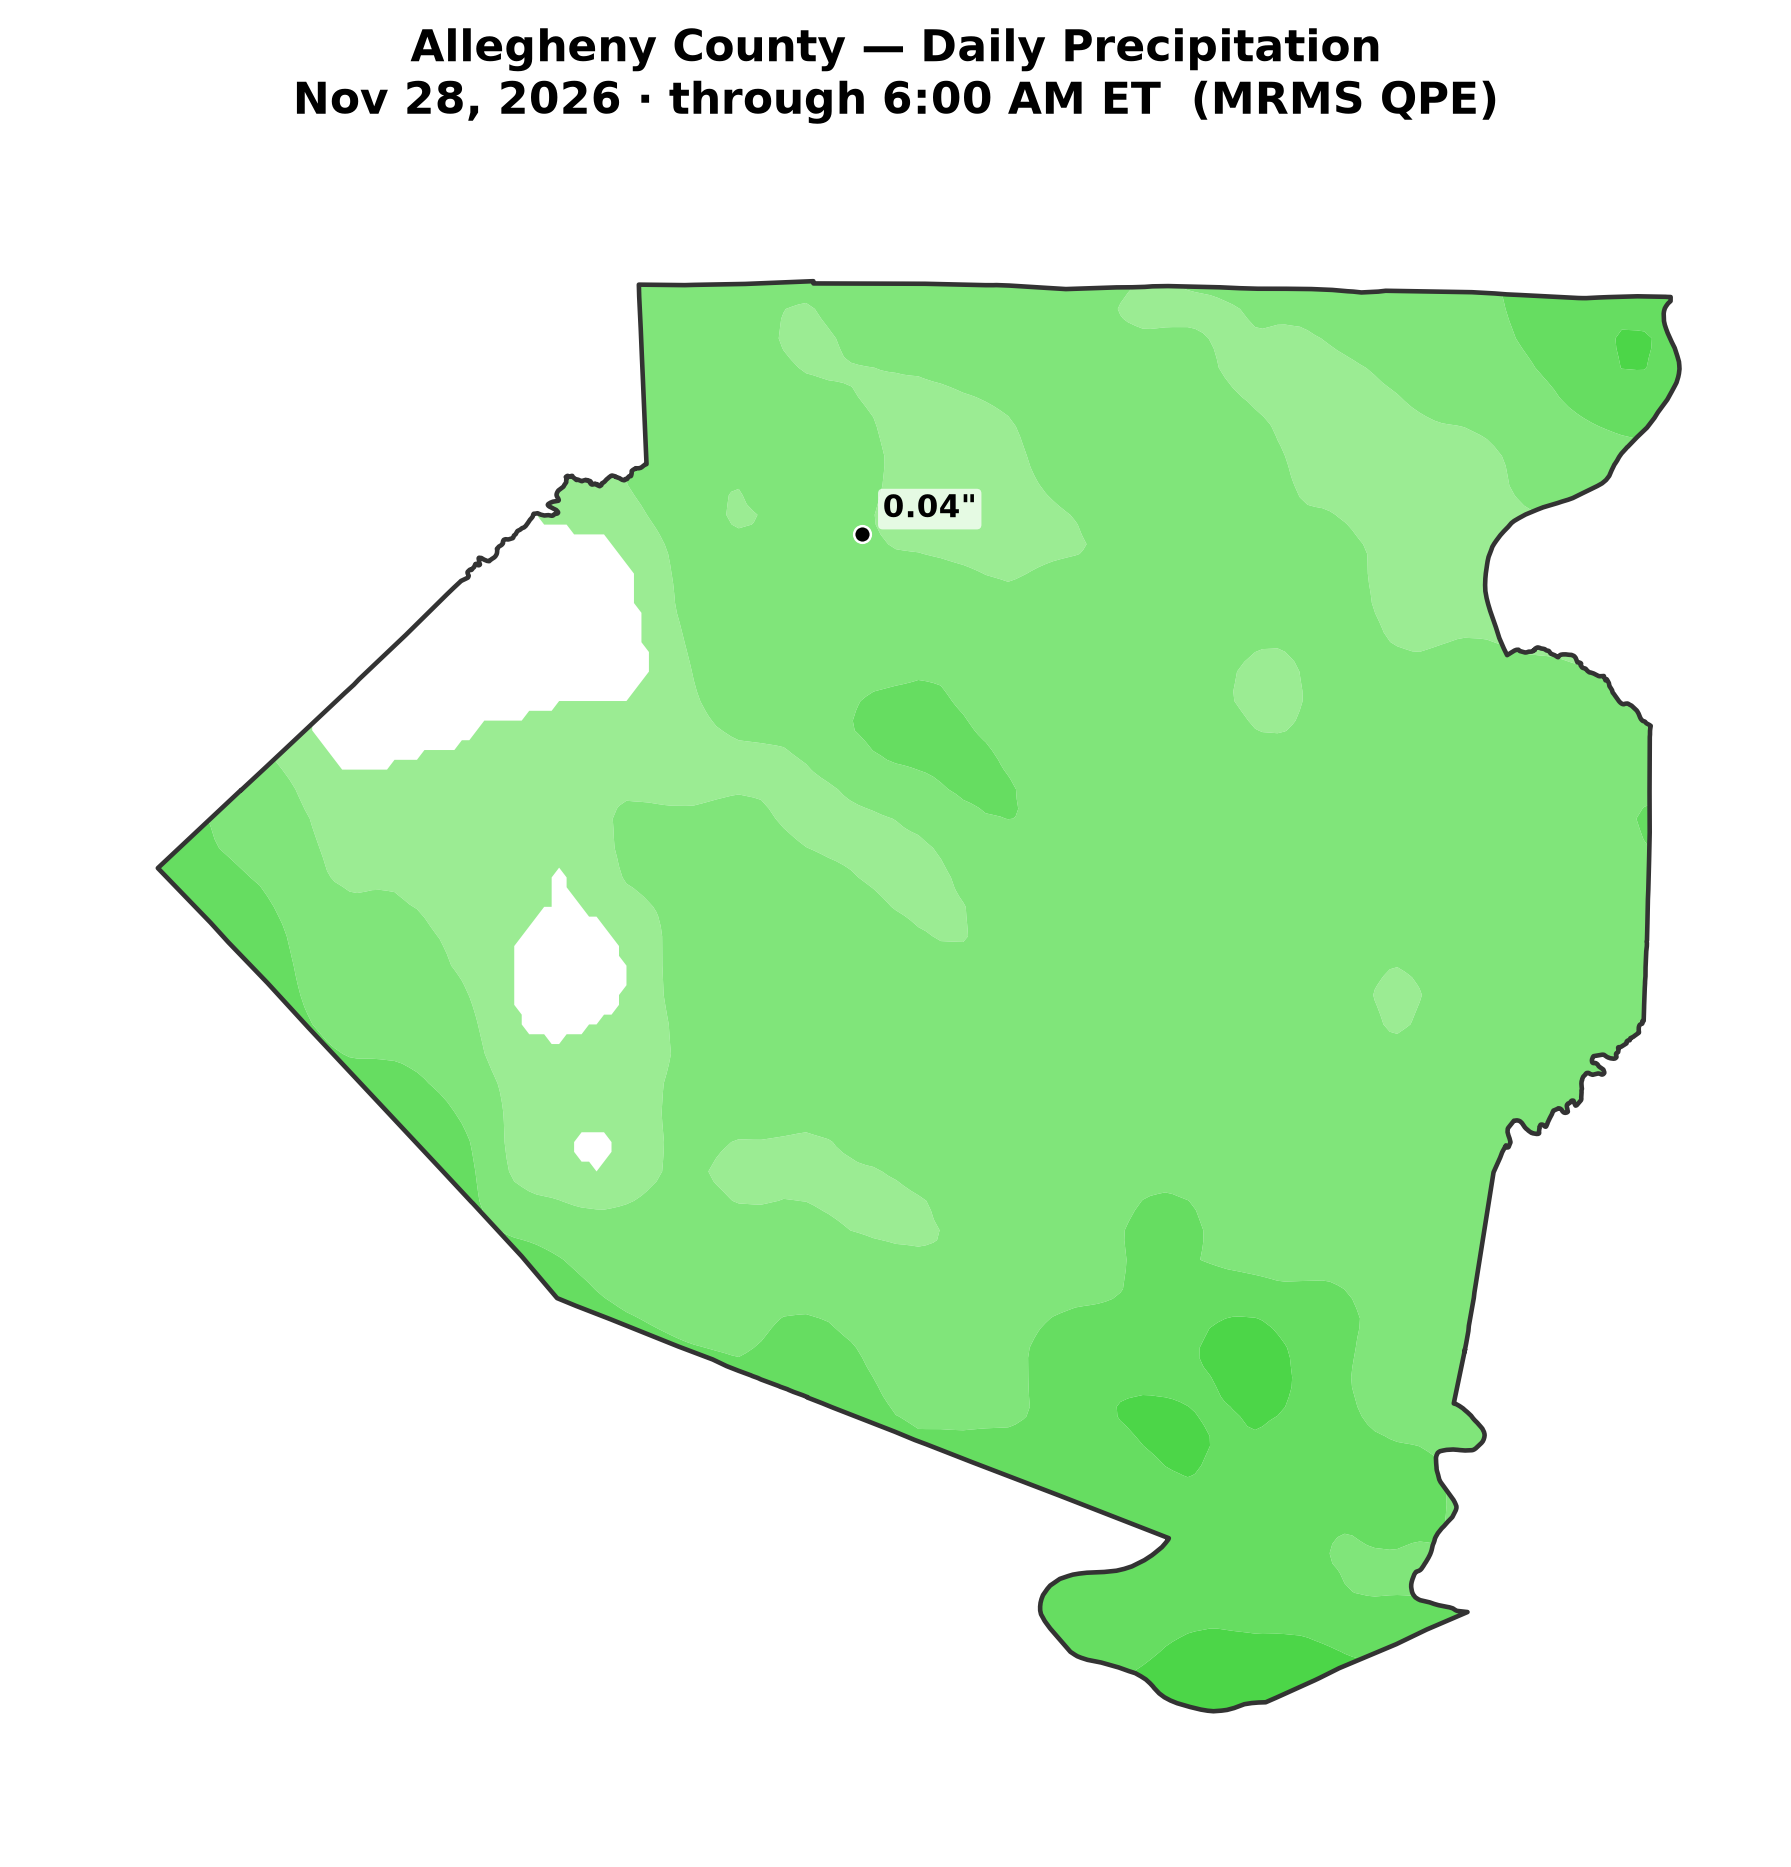 Allegheny County — Daily Precipitation
Nov 28, 2026 · through 6:00 AM ET  (MRMS QPE)
0.04"